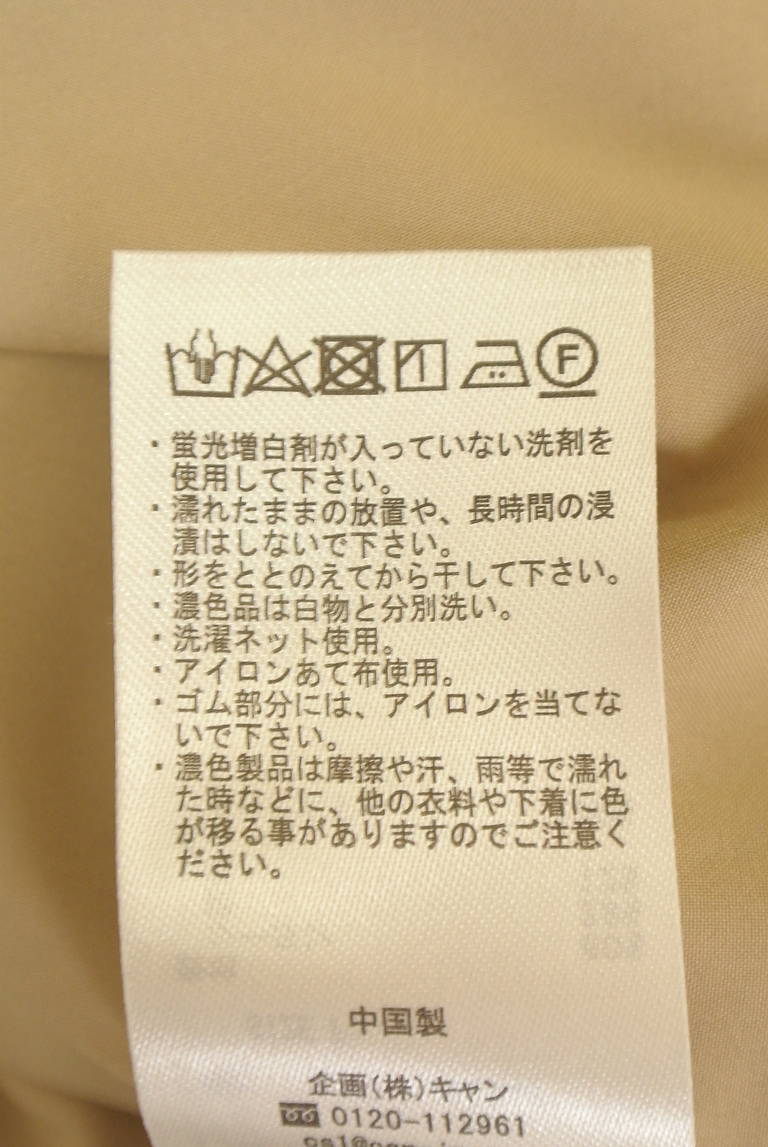 F
・蛍光増白剤が入っていない洗剤を
使用して下さい。
・濡れたままの放置や、長時間の浸
漬はしないで下さい。
・形をととのえてから干して下さい。
・濃色品は白物と分別洗い。
・洗濯ネット使用。
・アイロンあて布使用。
・ゴム部分には、アイロンを当てな
いで下さい。
・濃色製品は摩擦や汗、雨等で濡れ
た時などに、他の衣料や下着に色
が移る事がありますのでご注意く
ださい。
中国製
企画(株)キャン
0120-112961